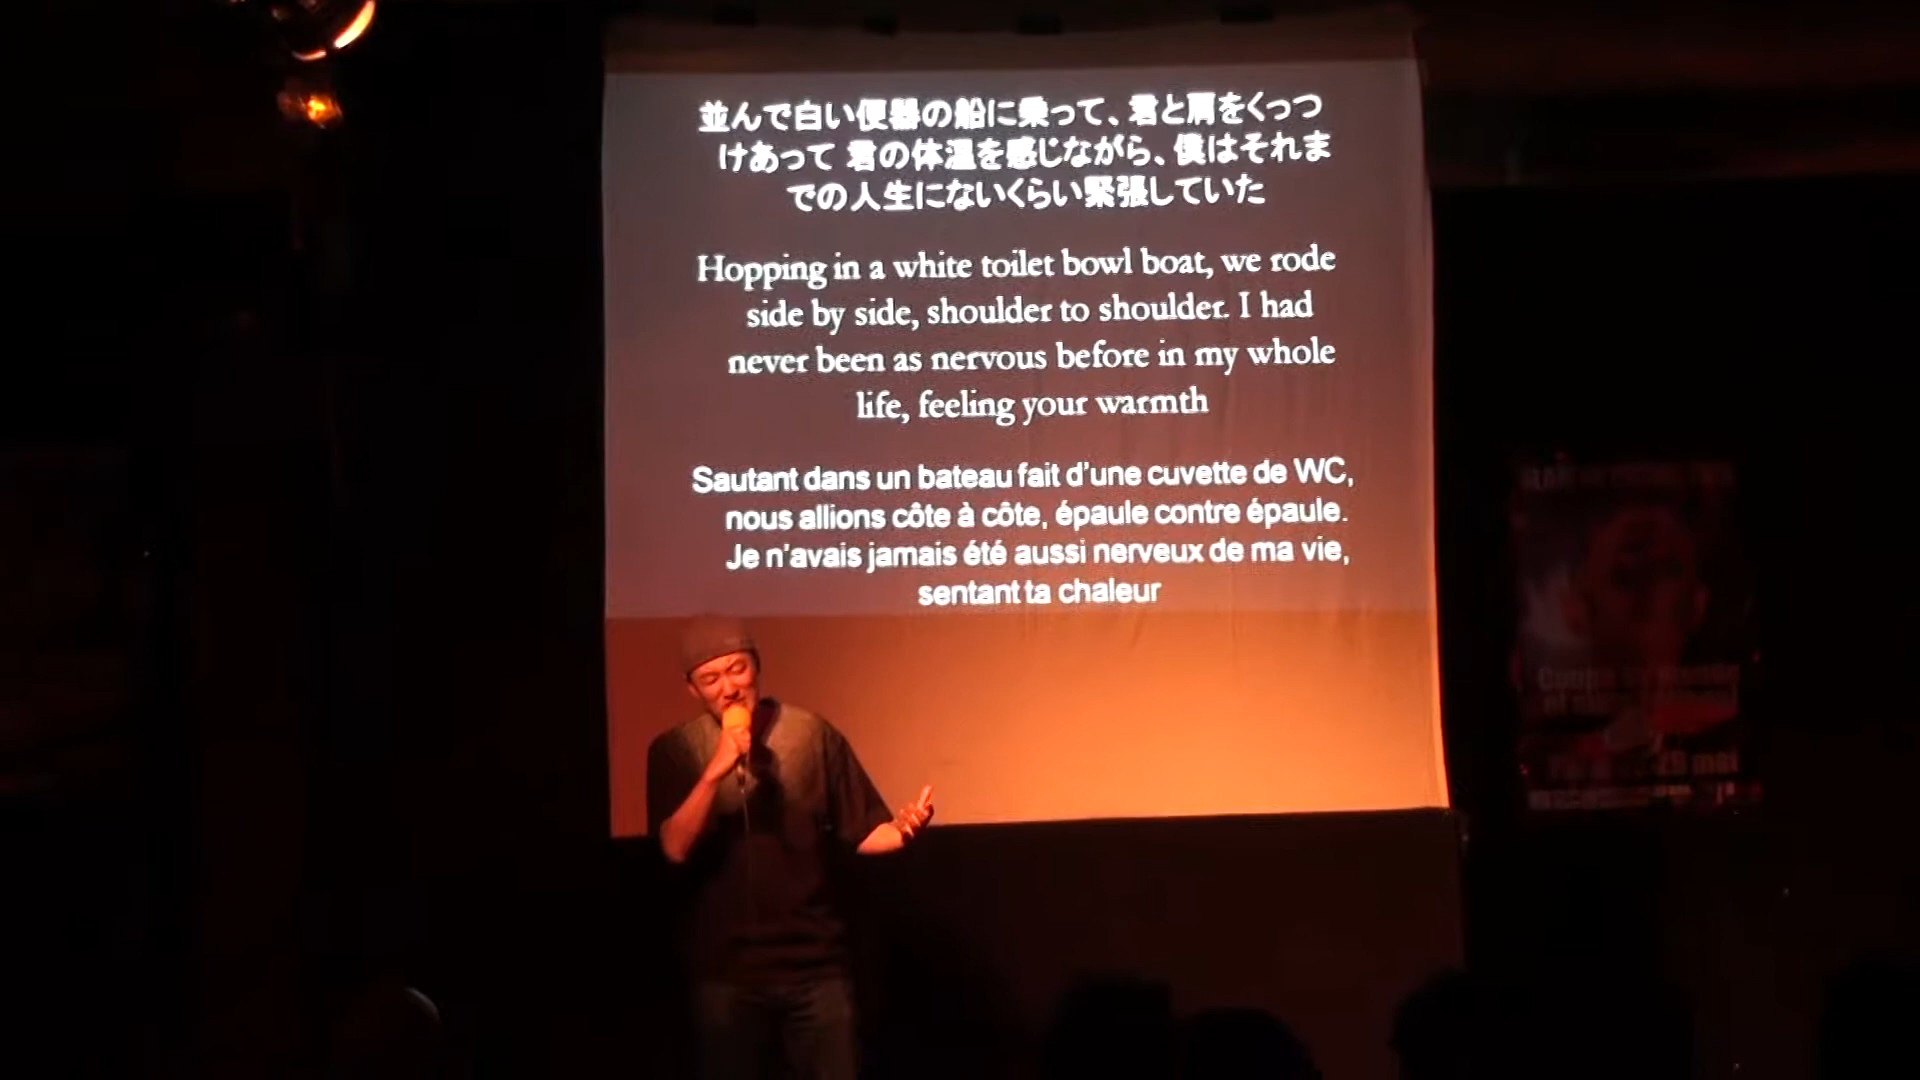 並んで白い便器の船に乗って、君と肩をくっつ
けあって 君の体温を感じながら、僕はそれま
での人生にないくらい緊張していた
Hopping in a white toilet bowl boat, we rode
side by side, shoulder to shoulder. I had
never been as nervous before in my whole
life, feeling your warmth
Sautant dans un bateau fait d'une cuvette de WC,
nous allions côte à côte, épaule contre épaule.
Je n'avais jamais été aussi nerveux de ma vie,
sentant ta chaleur
29 mai